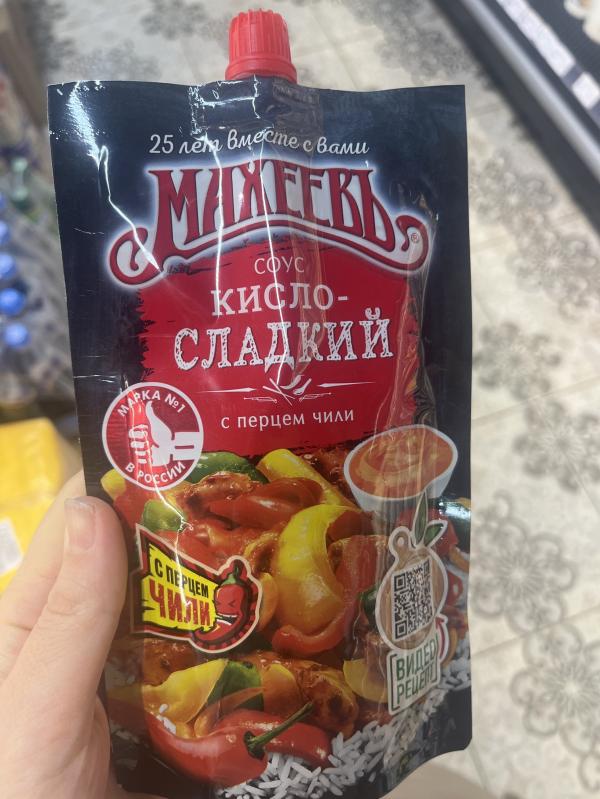 25 лет вместе с вами
МАХЕЕВЪ
®
СОУС
КИСЛО-
СЛАДКИЙ
с перцем чили
МАРКА №1
В РОССИИ
С ПЕРЦЕМ
ЧИЛИ
ВИДЕО
РЕЦЕПТ